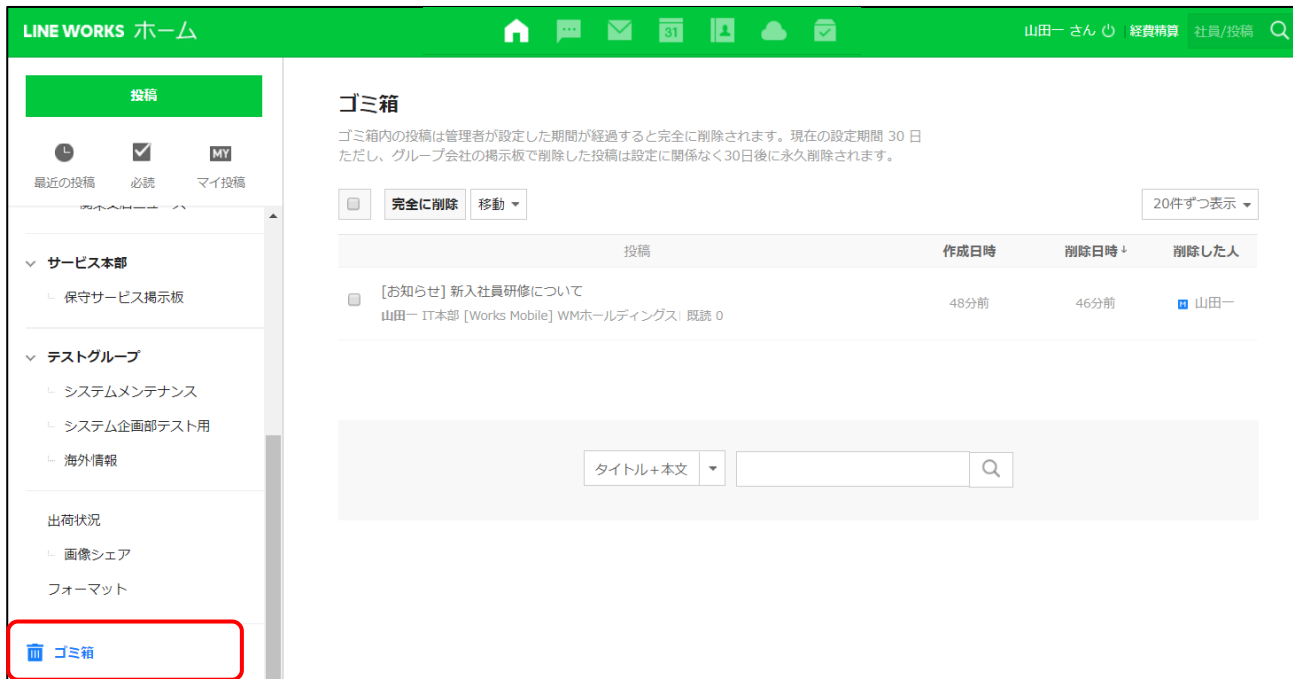 LINE WORKS ホーム
31
山田一 さん
経費精算
社員/投稿
投稿
最近の投稿
必読
MY
マイ投稿
サービス本部
保守サービス掲示板
テストグループ
システムメンテナンス
システム企画部テスト用
海外情報
出荷状況
画像シェア
フォーマット
ゴミ箱
ゴミ箱
ゴミ箱内の投稿は管理者が設定した期間が経過すると完全に削除されます。現在の設定期間 30 日
ただし、グループ会社の掲示板で削除した投稿は設定に関係なく30日後に永久削除されます。
完全に削除
移動
20件ずつ表示
投稿 作成日時 削除日時↓ 削除した人
[お知らせ] 新入社員研修について
山田一 IT本部 [Works Mobile] WMホールディングス| 既読 0
48分前
46分前
M 山田一
タイトル+本文